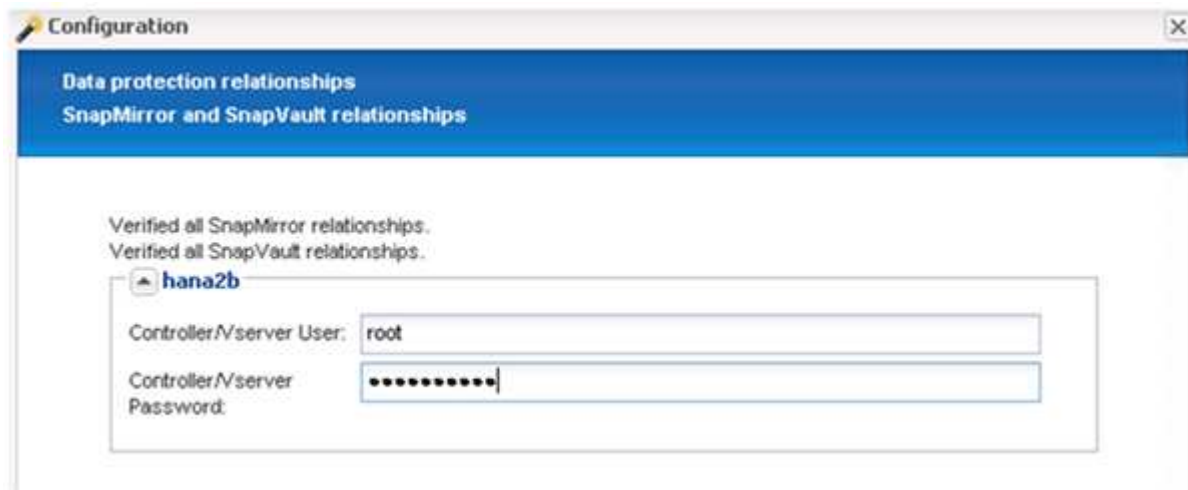 Configuration
Data protection relationships
SnapMirror and SnapVault relationships
Verified all SnapMirror relationships.
Verified all SnapVault relationships.
hana2b
Controller/Vserver User: root
Controller/Vserver ••••••••••
Password: